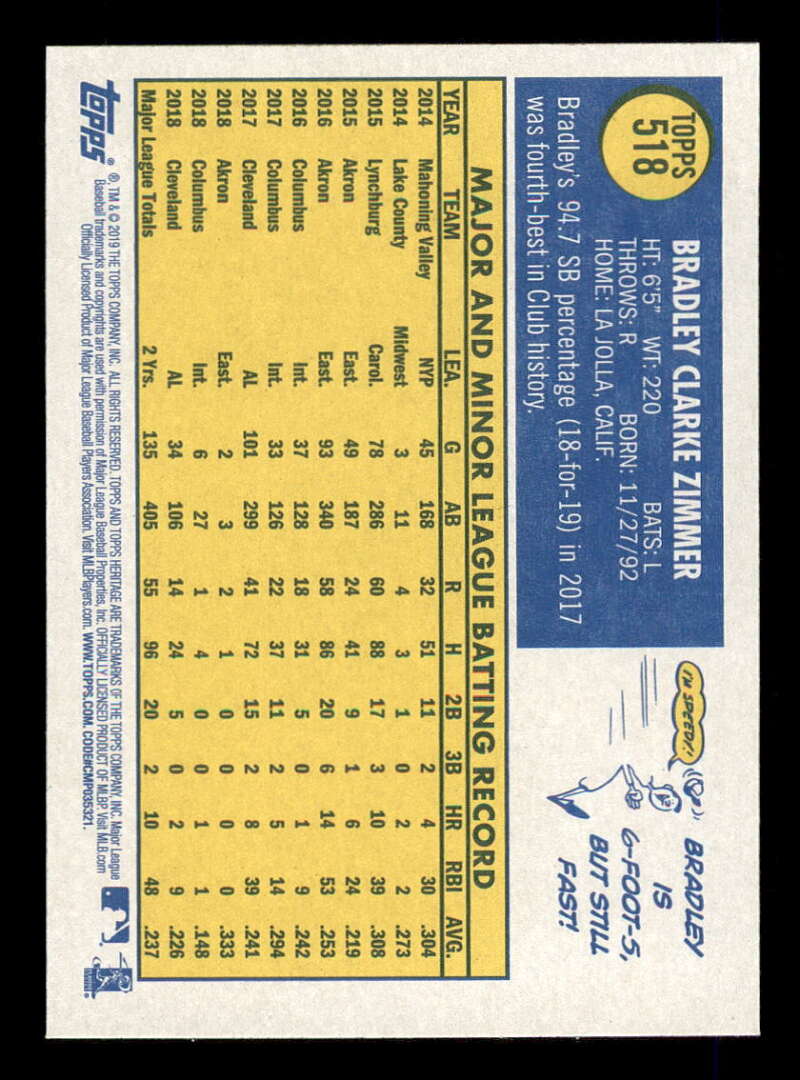 TOPPS
518
BRADLEY CLARKE ZIMMER
HT: 6'5" WT: 220 BATS: L
THROWS: R BORN: 11/27/92
HOME: LA JOLLA, CALIF.
Bradley's 94.7 SB percentage (18-for-19) in 2017
was fourth-best in Club history.
I'M SPEEDY!
BRADLEY
IS
6-FOOT-5,
BUT STILL
FAST!
MAJOR AND MINOR LEAGUE BATTING RECORD
YEAR TEAM LEA. G AB R H 2B 3B HR RBI AVG.
2014 Mahoning Valley NYP 45 168 32 51 11 2 4 30 .304
2014 Lake County Midwest 3 11 4 3 1 0 2 2 .273
2015 Lynchburg Carol. 78 286 60 88 17 3 10 39 .308
2015 Akron East. 49 187 24 41 9 1 6 24 .219
2016 Akron East. 93 340 58 86 20 6 14 53 .253
2016 Columbus Int. 37 128 18 31 5 0 1 9 .242
2017 Columbus Int. 33 126 22 37 11 2 5 14 .294
2017 Cleveland AL 101 299 41 72 15 2 8 39 .241
2018 Akron East. 2 3 2 1 0 0 0 0 .333
2018 Columbus Int. 6 27 1 4 0 0 1 1 .148
2018 Cleveland AL 34 106 14 24 5 0 2 9 .226
Major League Totals 2 Yrs. 135 405 55 96 20 2 10 48 .237
topps®
®, TM & © 2019 THE TOPPS COMPANY, INC. ALL RIGHTS RESERVED. TOPPS AND TOPPS HERITAGE ARE TRADEMARKS OF THE TOPPS COMPANY, INC. Major League
Baseball trademarks and copyrights are used with permission of Major League Baseball Properties, Inc. OFFICIALLY LICENSED PRODUCT OF MLBP. Visit MLB.com
Officially Licensed Product of Major League Baseball Players Association. Visit MLBPlayers.com. WWW.TOPPS.COM. CODE#CMP035321.